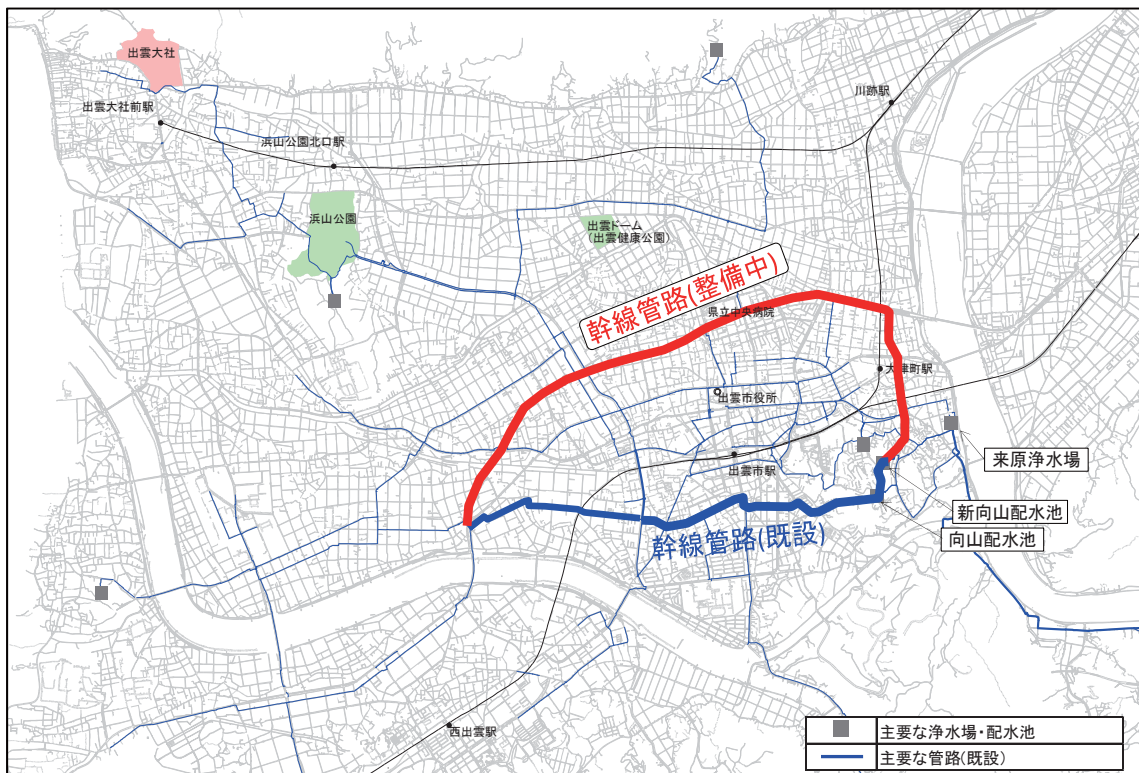 出雲大社
川跡駅
出雲大社前駅
浜山公園北口駅
浜山公園
出雲ドーム
(出雲健康公園)
幹線管路(整備中)
県立中央病院
大津町駅
出雲市役所
出雲市駅
来原浄水場
新向山配水池
向山配水池
幹線管路(既設)
西出雲駅
主要な浄水場・配水池
主要な管路(既設)